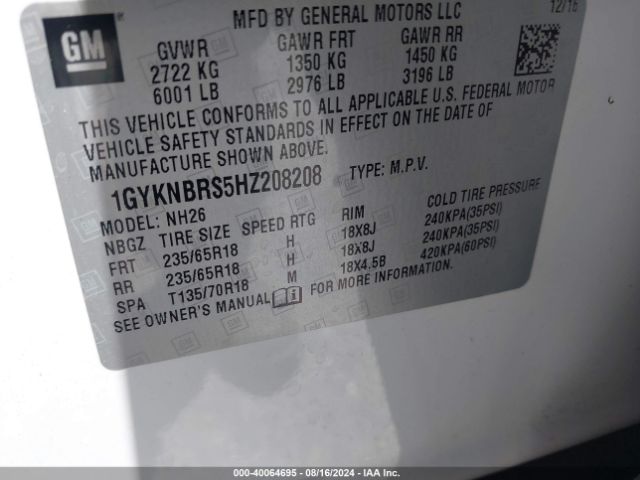 GM
MFD BY GENERAL MOTORS LLC
12/16
GVWR GAWR FRT GAWR RR
2722 KG 1350 KG 1450 KG
6001 LB 2976 LB 3196 LB
THIS VEHICLE CONFORMS TO ALL APPLICABLE U.S. FEDERAL MOTOR
VEHICLE SAFETY STANDARDS IN EFFECT ON THE DATE OF
MANUFACTURE SHOWN ABOVE.
1GYKNBRS5HZ208208 TYPE: M.P.V.
MODEL: NH26
NBGZ TIRE SIZE SPEED RTG RIM COLD TIRE PRESSURE
FRT 235/65R18 H 18X8J 240KPA(35PSI)
RR 235/65R18 H 18X8J 240KPA(35PSI)
SPA T135/70R18 M 18X4.5B 420KPA(60PSI)
SEE OWNER'S MANUAL FOR MORE INFORMATION.
000-40064695 - 08/16/2024 - IAA Inc.